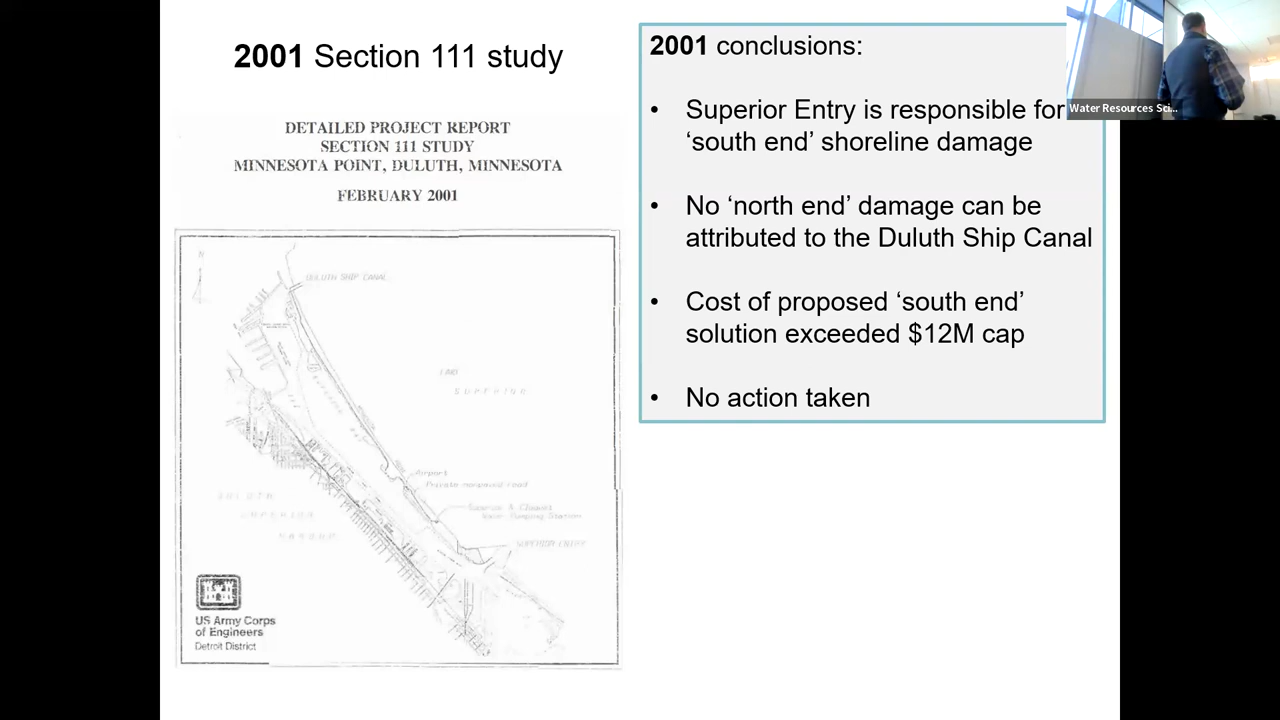 2001 Section 111 study
DETAILED PROJECT REPORT
SECTION 111 STUDY
MINNESOTA POINT, DULUTH, MINNESOTA
FEBRUARY 2001
N
DULUTH SHIP CANAL
LAKE
SUPERIOR
Airport
Private nonpaved road
Superior
Water Pumping Station
SUPERIOR ENTRY
DULUTH
SUPERIOR
HARBOR
US Army Corps
of Engineers
Detroit District
2001 conclusions:
• Superior Entry is responsible for
‘south end’ shoreline damage
• No ‘north end’ damage can be
attributed to the Duluth Ship Canal
• Cost of proposed ‘south end’
solution exceeded $12M cap
• No action taken
Water Resources Sci...